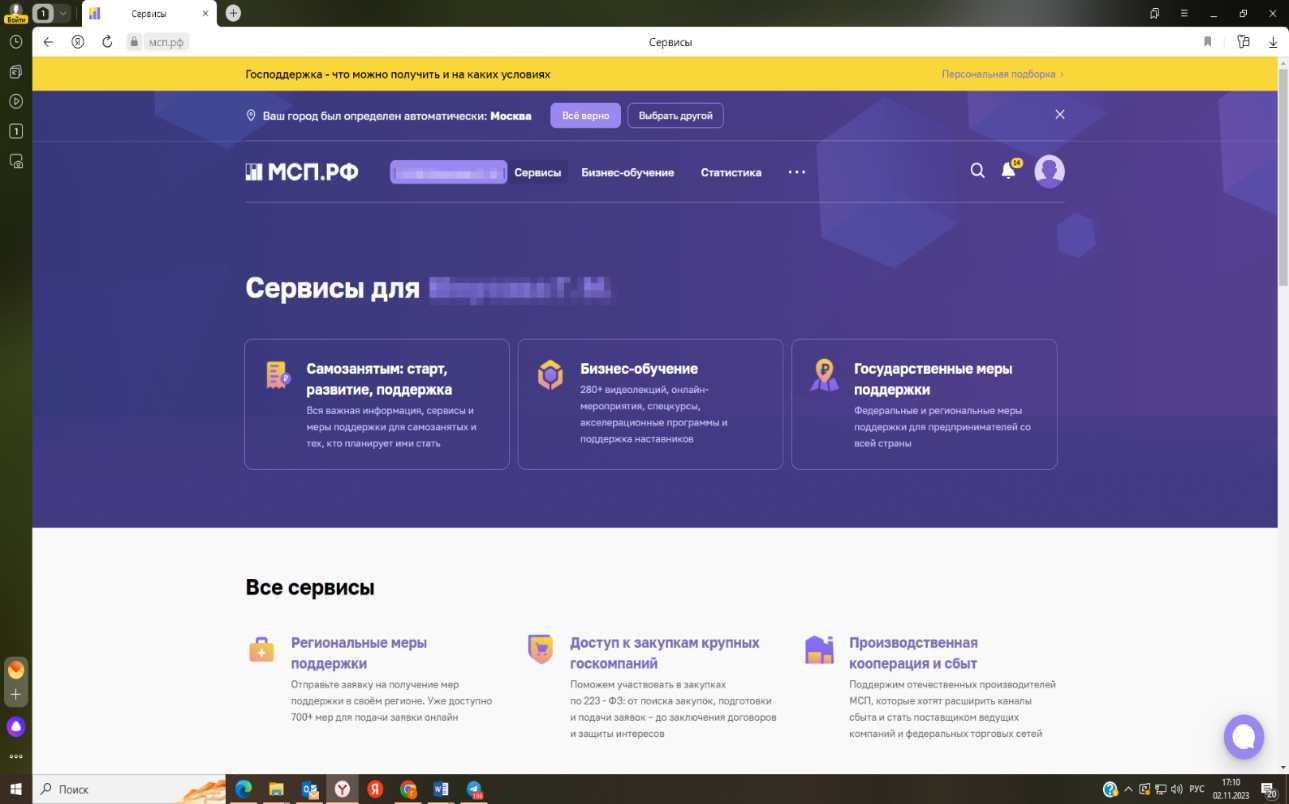 Войти
1
Сервисы
мсп.рф
Сервисы
1
Господдержка - что можно получить и на каких условиях
Персональная подборка ›
Ваш город был определен автоматически: Москва
Всё верно
Выбрать другой
МСП.РФ
Сервисы
Бизнес-обучение
Статистика
14
Сервисы для
Самозанятым: старт,
развитие, поддержка
Вся важная информация, сервисы и
меры поддержки для самозанятых и
тех, кто планирует ими стать
Бизнес-обучение
280+ видеолекций, онлайн-
мероприятия, спецкурсы,
акселерационные программы и
поддержка наставников
Государственные меры
поддержки
Федеральные и региональные меры
поддержки для предпринимателей со
всей страны
Все сервисы
Региональные меры
поддержки
Отправьте заявку на получение мер
поддержки в своём регионе. Уже доступно
700+ мер для подачи заявки онлайн
Доступ к закупкам крупных
госкомпаний
Поможем участвовать в закупках
по 223 - ФЗ: от поиска закупок, подготовки
и подачи заявок – до заключения договоров
и защиты интересов
Производственная
кооперация и сбыт
Поддержим отечественных производителей
МСП, которые хотят расширить каналы
сбыта и стать поставщиком ведущих
компаний и федеральных торговых сетей
Поиск
РУС
17:10
02.11.2023
20